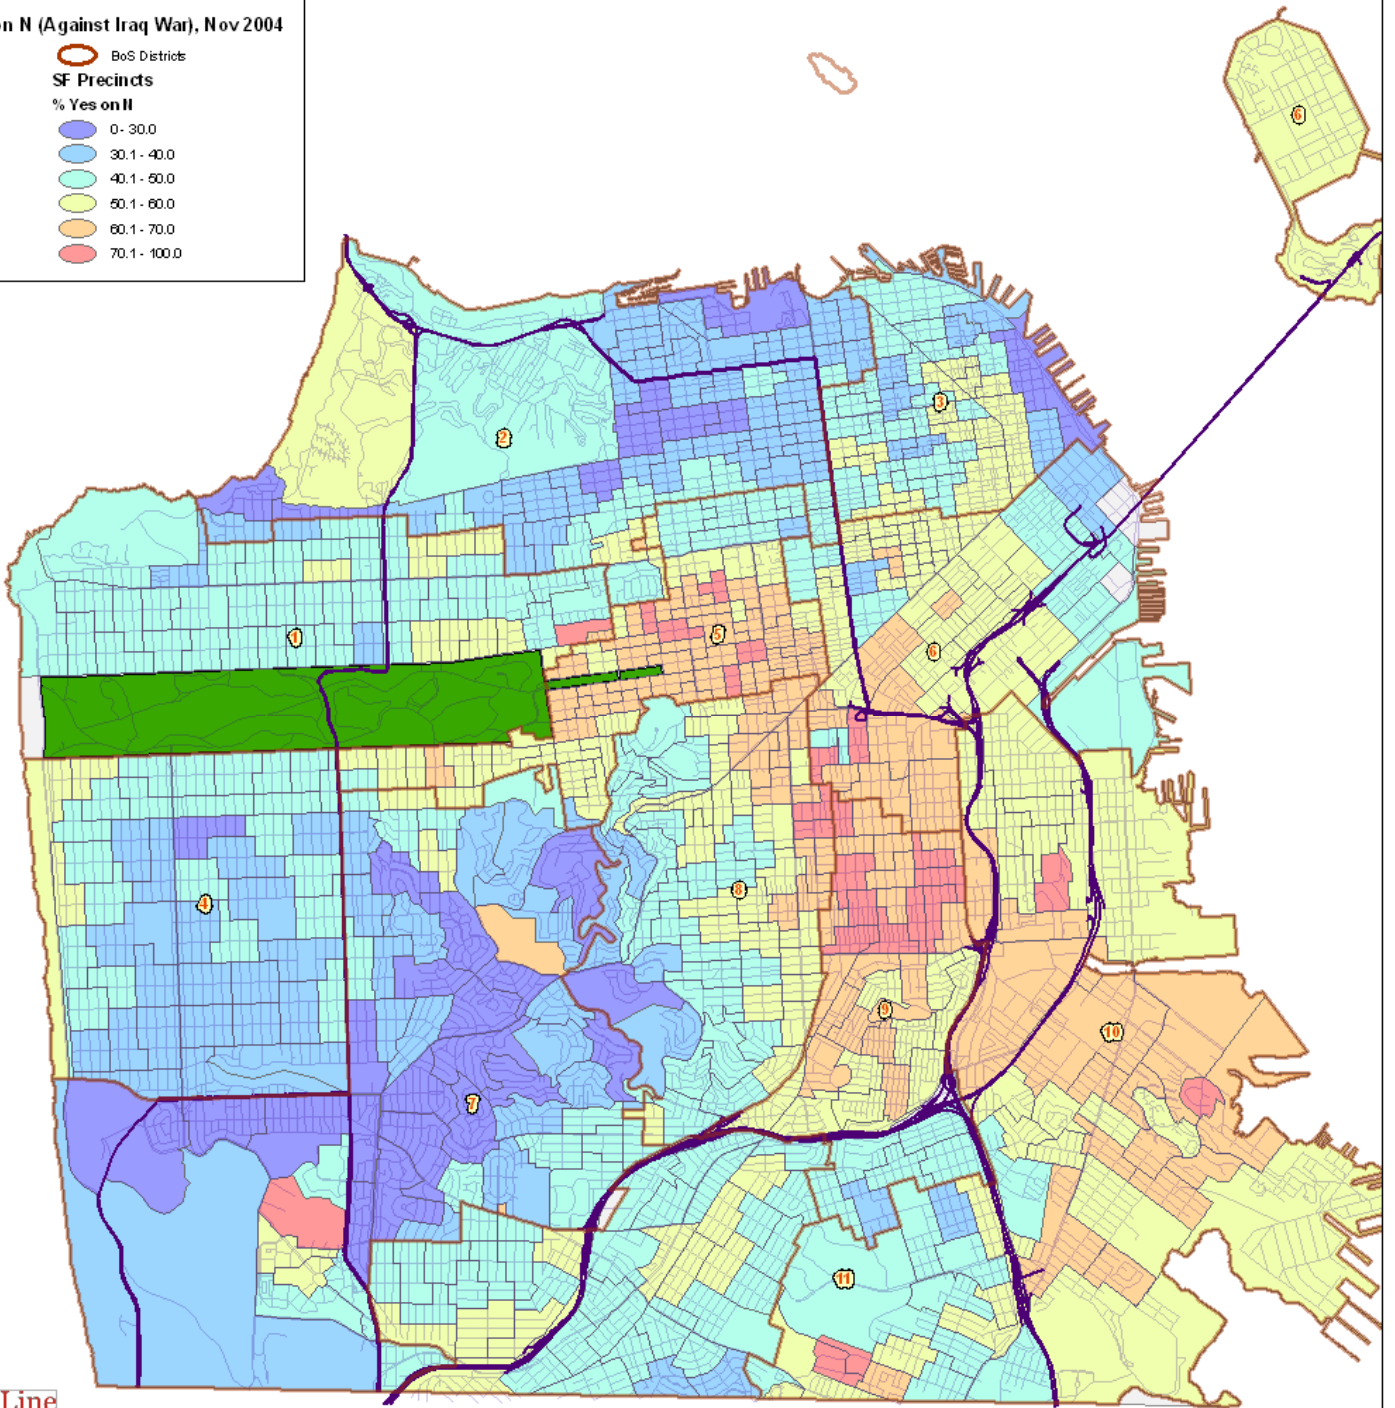 on N (Against Iraq War), Nov 2004
BoS Districts
SF Precincts
% Yes on N
0 - 30.0
30.1 - 40.0
40.1 - 50.0
50.1 - 60.0
60.1 - 70.0
70.1 - 100.0
6
3
2
5
1
6
8
4
9
10
7
11
Line